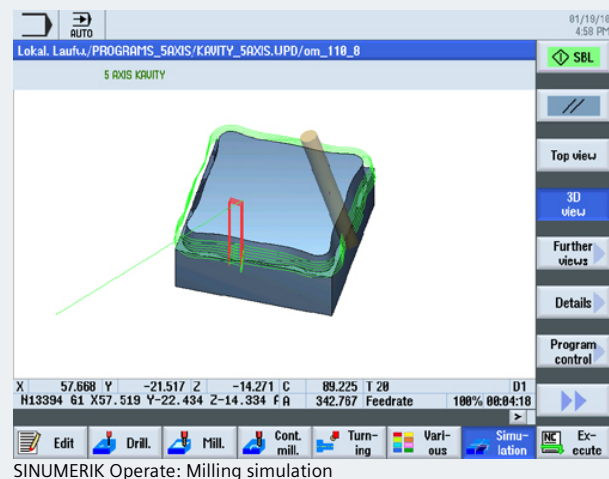 AUTO
01/19/10
4:58 PM
Lokal. Laufw./PROGRAMS_5AXIS/KAVITY_5AXIS.UPD/om_110_8
SBL
5 AXIS KAVITY
//
Top view
3D
view
Further
views
Details
Program
control
X 57.668 Y -21.517 Z -14.271 C 89.225 T 20 D1
N13394 G1 X57.519 Y-22.434 Z-14.334 F A 342.767 Feedrate 100% 00:04:18
>
Edit
Drill.
Mill.
Cont.
mill.
Turn-
ing
Vari-
ous
Simu-
lation
NC
Ex-
ecute
SINUMERIK Operate: Milling simulation